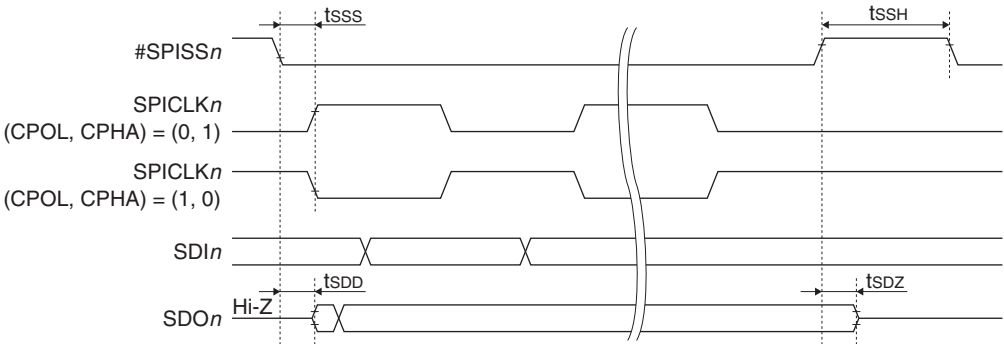 tSSS
tSSH
#SPISSn
SPICLKn
(CPOL, CPHA) = (0, 1)
SPICLKn
(CPOL, CPHA) = (1, 0)
SDIn
tSDD
tSDZ
Hi-Z
SDOn